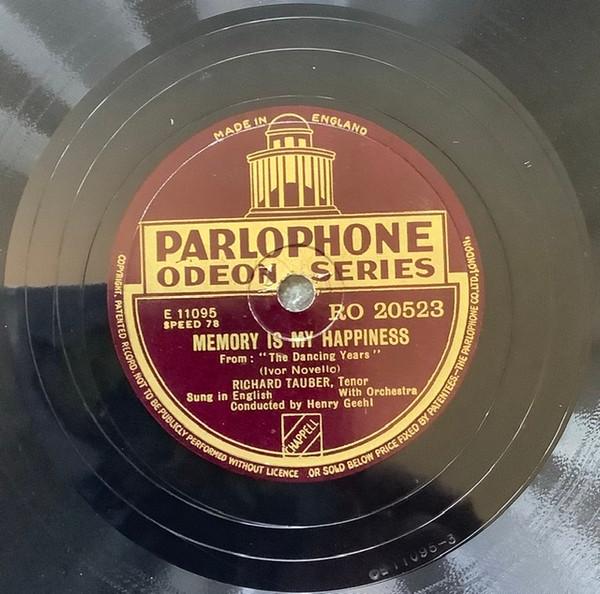 MADE IN ENGLAND
PARLOPHONE
ODEON SERIES
E 11095
SPEED 78
RO 20523
MEMORY IS MY HAPPINESS
From: "The Dancing Years"
(Ivor Novello)
RICHARD TAUBER, Tenor
Sung in English With Orchestra
Conducted by Henry Geehl
CHAPPELL
COPYRIGHT, PATENTED RECORD, NOT TO BE PUBLICLY PERFORMED WITHOUT LICENCE .OR SOLD BELOW PRICE FIXED BY PATENTEES-THE PARLOPHONE CO.LTD, LONDON.
11095-3